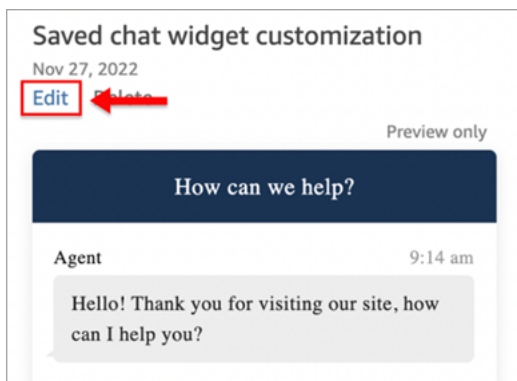 Saved chat widget customization
Nov 27, 2022
Edit Delete
Preview only
How can we help?
Agent 9:14 am
Hello! Thank you for visiting our site, how
can I help you?